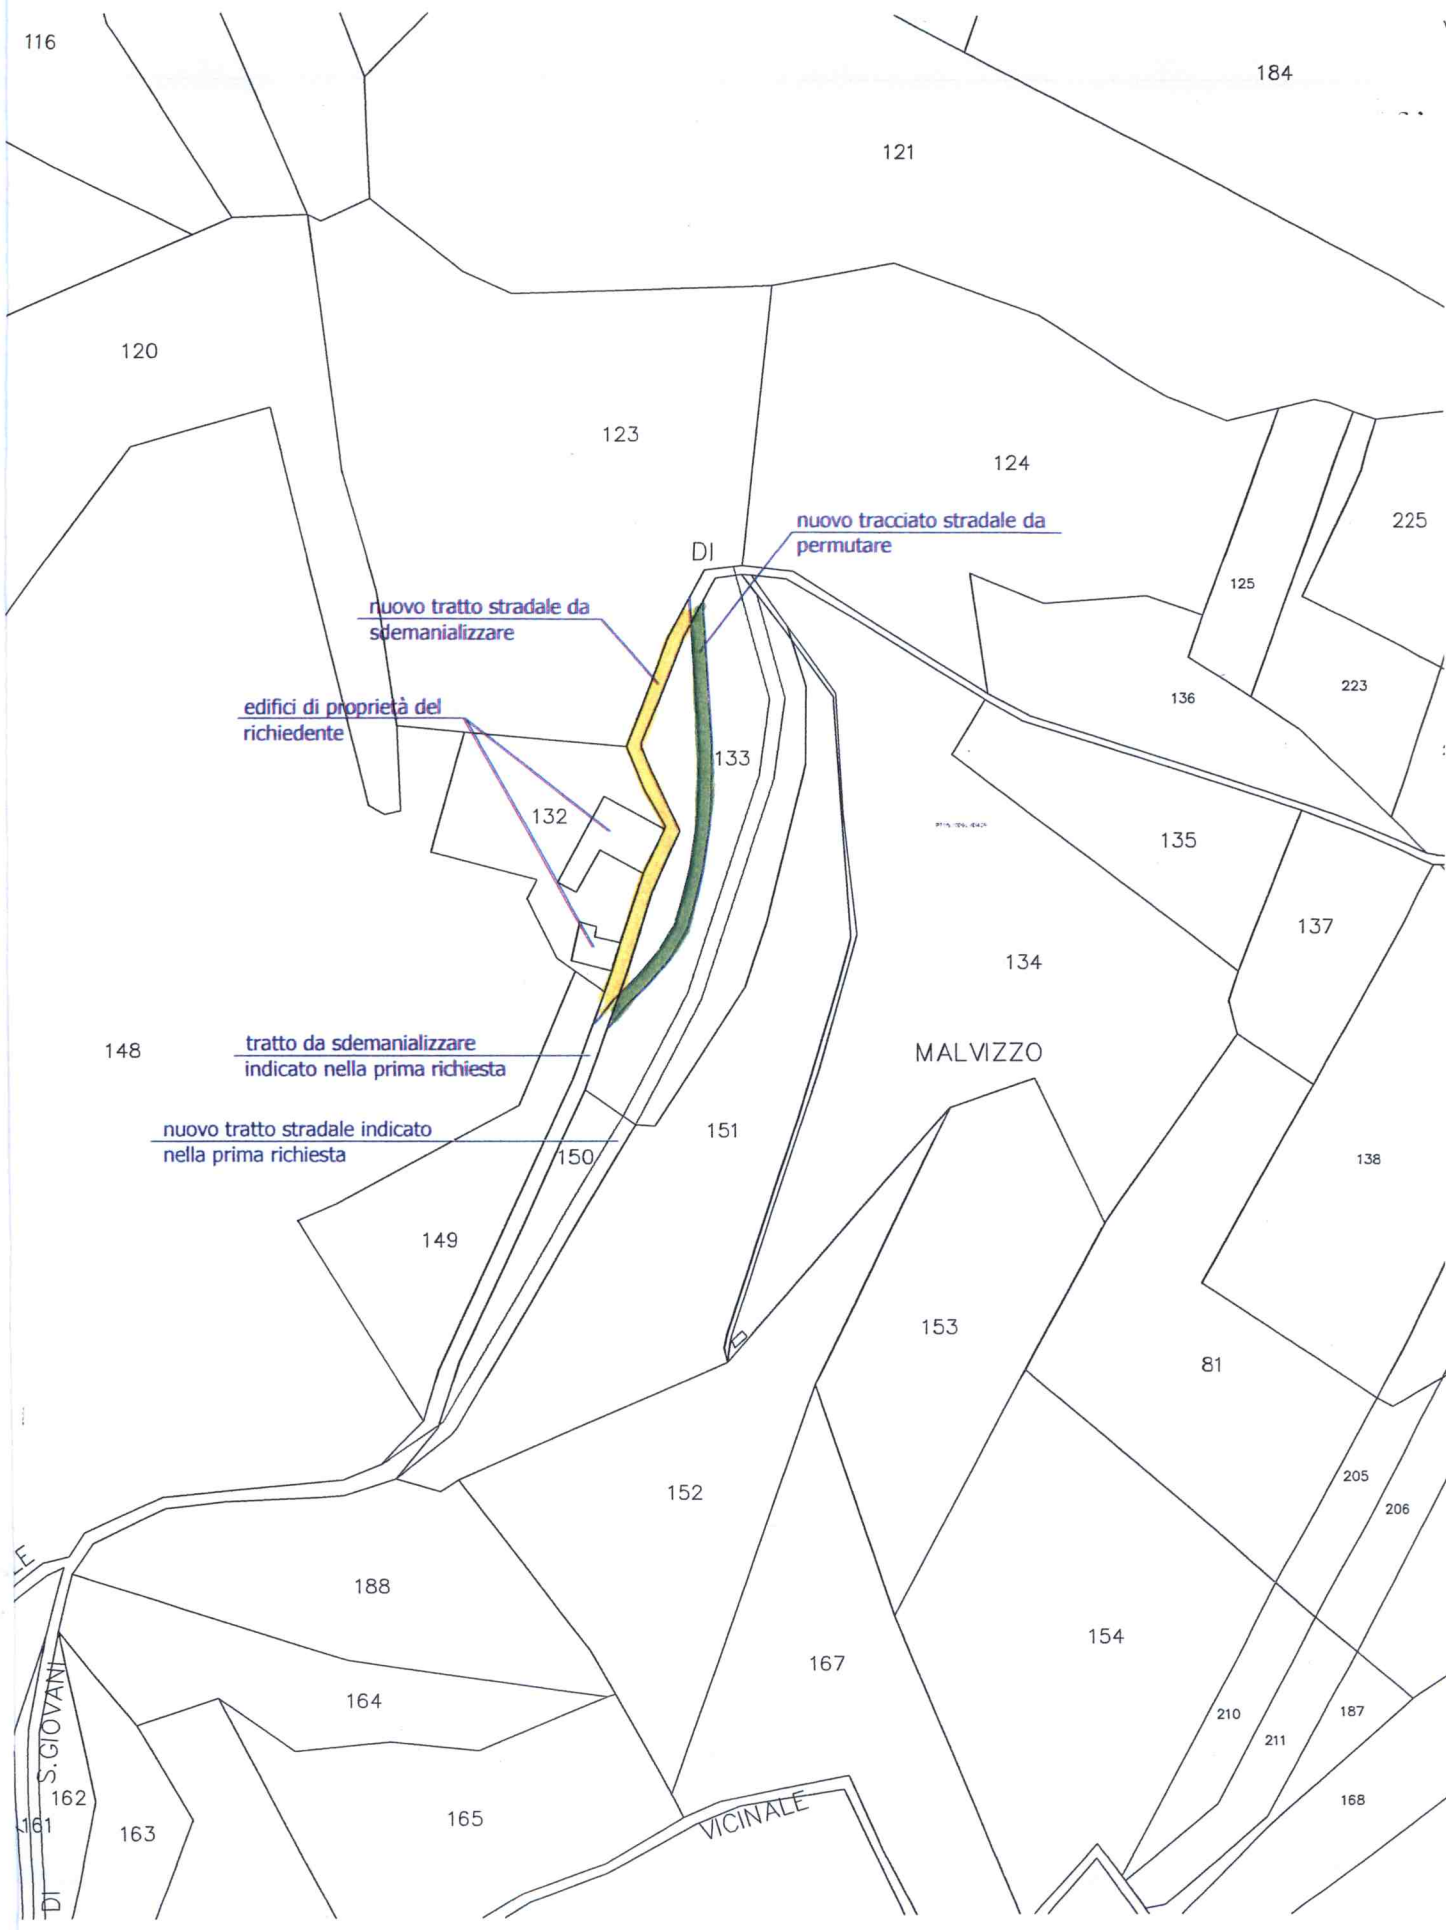 116
184
121
120
123
124
225
nuovo tracciato stradale da
permutare
DI
125
nuovo tratto stradale da
sdemanializzare
136
223
edifici di proprietà del
richiedente
133
132
135
137
134
148
tratto da sdemanializzare
indicato nella prima richiesta
MALVIZZO
nuovo tratto stradale indicato
nella prima richiesta
151
150
138
149
153
81
205
152
206
188
154
167
164
210
187
211
S.GIOVANI
162
161
163
165
VICINALE
168
DI